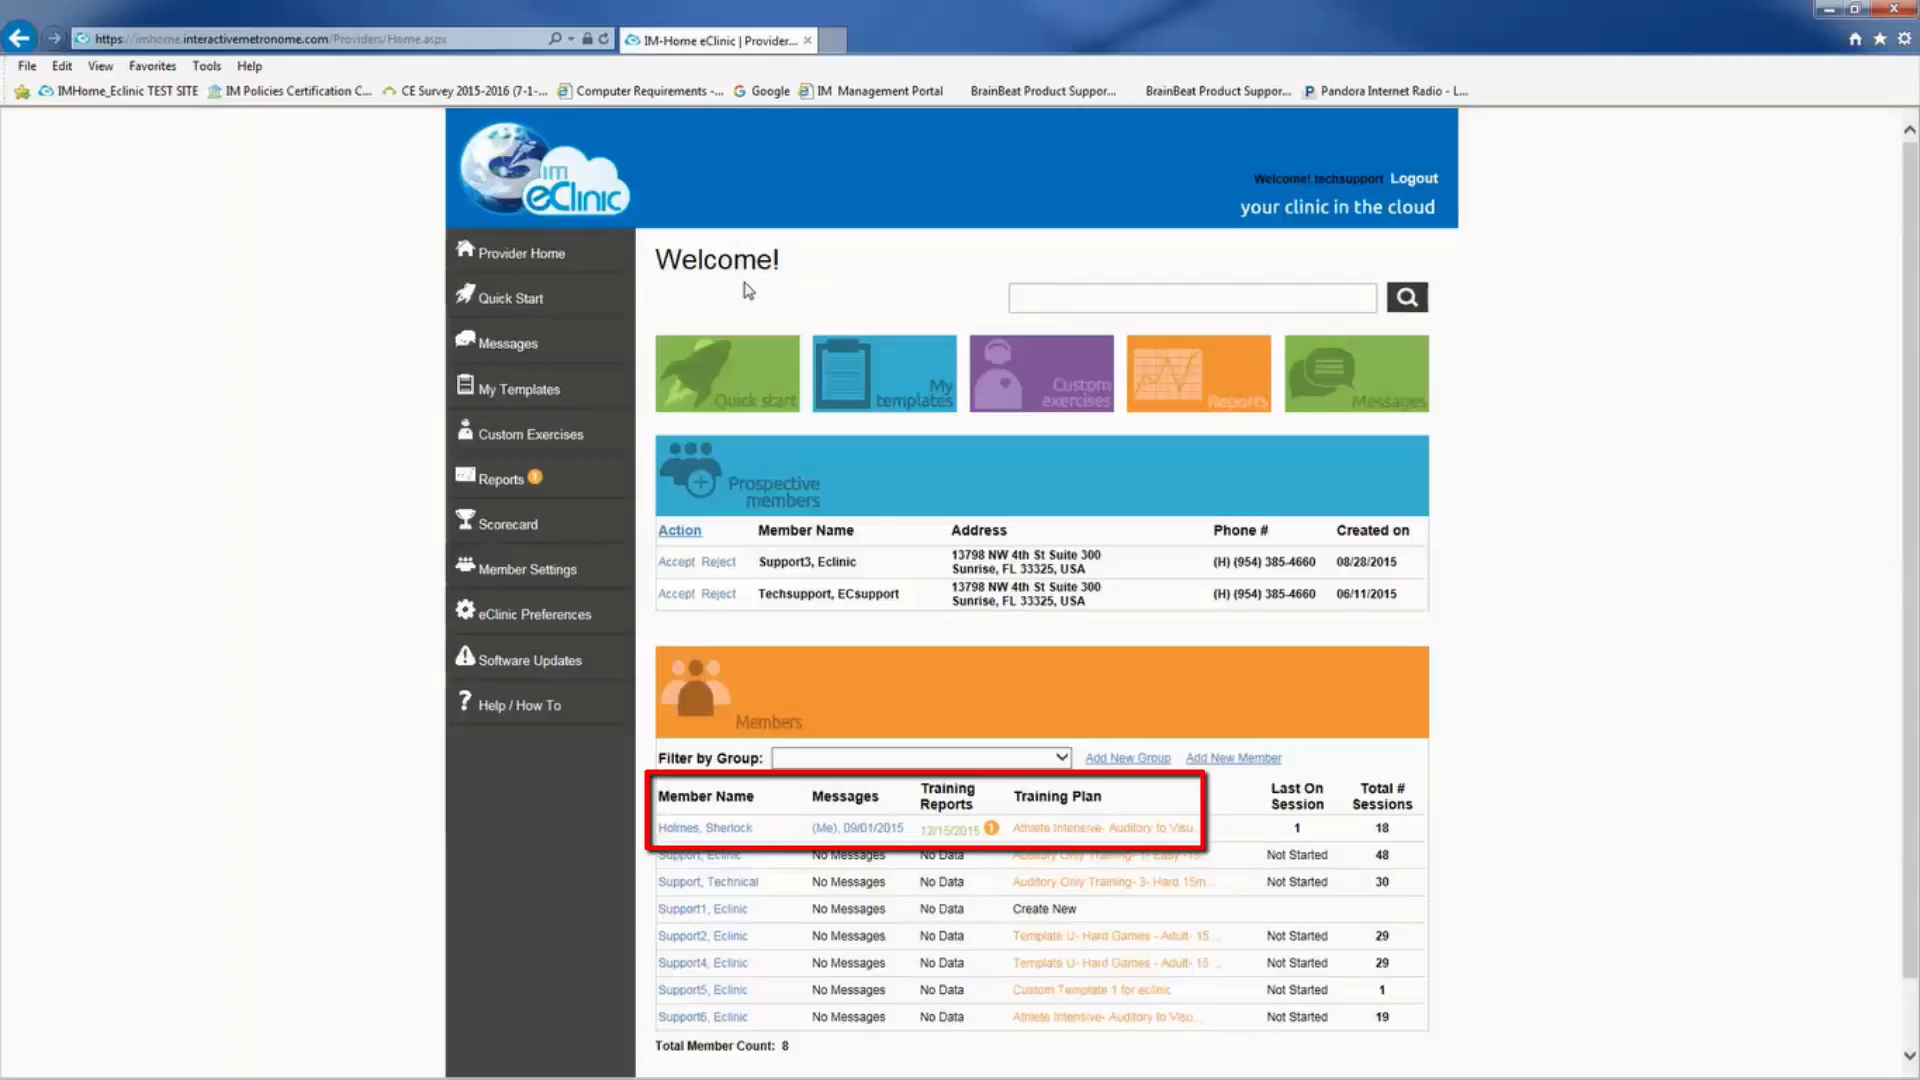 https://imhome.interactivemetronome.com/Providers/Home.aspx
IM-Home eClinic | Provider...
File Edit View Favorites Tools Help
IMHome_Eclinic TEST SITE IM Policies Certification C... CE Survey 2015-2016 (7-1-... Computer Requirements -... Google IM Management Portal BrainBeat Product Suppor... BrainBeat Product Suppor... Pandora Internet Radio - L...
im
eClinic
Welcome! techsupport Logout
your clinic in the cloud
Provider Home
Quick Start
Messages
My Templates
Custom Exercises
Reports 1
Scorecard
Member Settings
eClinic Preferences
Software Updates
? Help / How To
Welcome!
Quick start
My templates
Custom exercises
Reports
Messages
Prospective members
Action Member Name Address Phone # Created on
Accept Reject Support3, Eclinic 13798 NW 4th St Suite 300 (H) (954) 385-4660 08/28/2015
Sunrise, FL 33325, USA
Accept Reject Techsupport, ECsupport 13798 NW 4th St Suite 300 (H) (954) 385-4660 06/11/2015
Sunrise, FL 33325, USA
Members
Filter by Group: Add New Group Add New Member
Member Name Messages Training Reports Training Plan Last On Session Total # Sessions
Holmes, Sherlock (Me), 09/01/2015 12/15/2015 1 Athlete Intensive- Auditory to Visu... 1 18
Support, Eclinic No Messages No Data Auditory Only Training- 1- Easy -15... Not Started 48
Support, Technical No Messages No Data Auditory Only Training- 3- Hard 15m... Not Started 30
Support1, Eclinic No Messages No Data Create New
Support2, Eclinic No Messages No Data Template U- Hard Games - Adult- 15 ... Not Started 29
Support4, Eclinic No Messages No Data Template U- Hard Games - Adult- 15 ... Not Started 29
Support5, Eclinic No Messages No Data Custom Template 1 for eclinic Not Started 1
Support6, Eclinic No Messages No Data Athlete Intensive- Auditory to Visu... Not Started 19
Total Member Count: 8